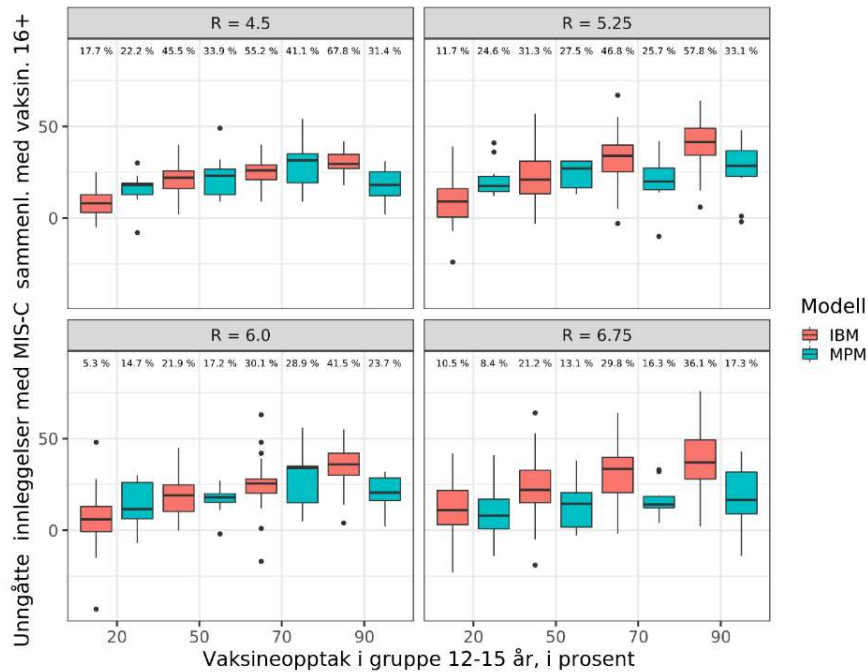 R = 4.5
R = 5.25
17.7 % 22.2 % 45.5 % 33.9 % 55.2 % 41.1 % 67.8 % 31.4 %
11.7 % 24.6 % 31.3 % 27.5 % 46.8 % 25.7 % 57.8 % 33.1 %
50
0
R = 6.0
R = 6.75
5.3 % 14.7 % 21.9 % 17.2 % 30.1 % 28.9 % 41.5 % 23.7 %
10.5 % 8.4 % 21.2 % 13.1 % 29.8 % 16.3 % 36.1 % 17.3 %
50
0
20 50 70 90
20 50 70 90
Vaksineopptak i gruppe 12-15 år, i prosent
Unngåtte innleggelser med MIS-C sammenl. med vaksin. 16+
Modell
IBM
MPM